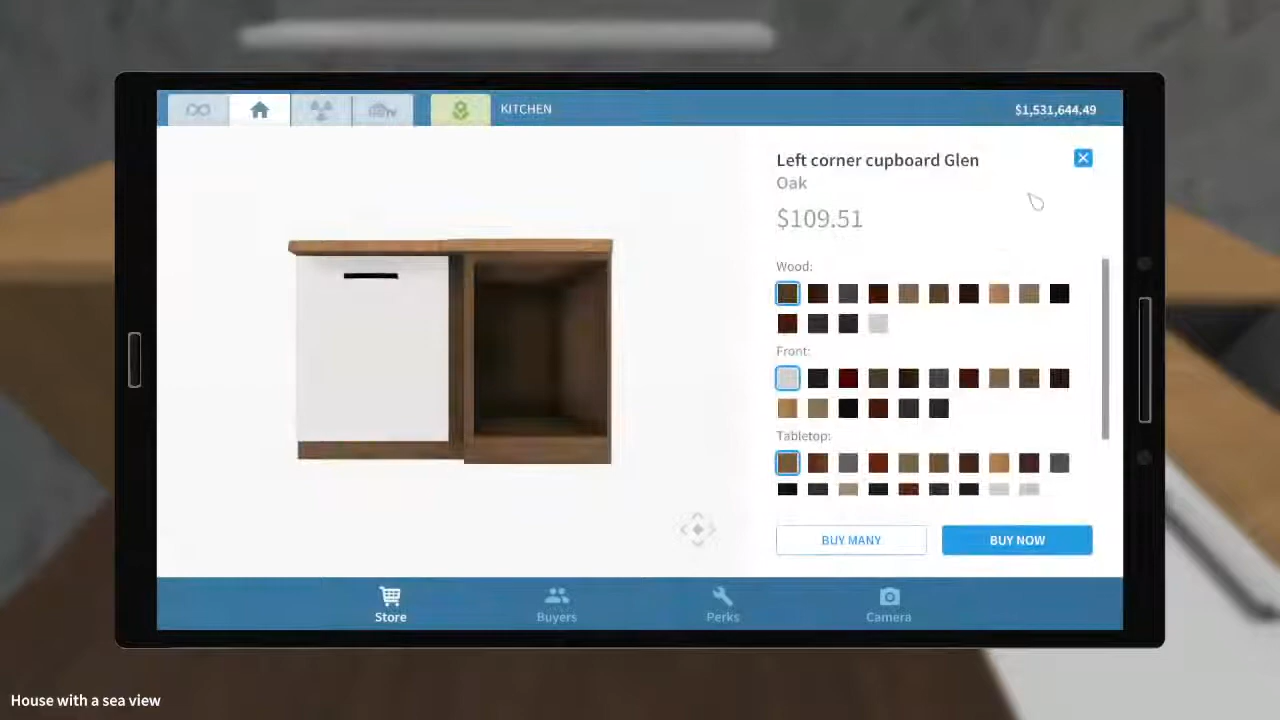 KITCHEN
$1,531,644.49
Left corner cupboard Glen
Oak
$109.51
Wood:
Front:
Tabletop:
BUY MANY
BUY NOW
Store
Buyers
Perks
Camera
House with a sea view